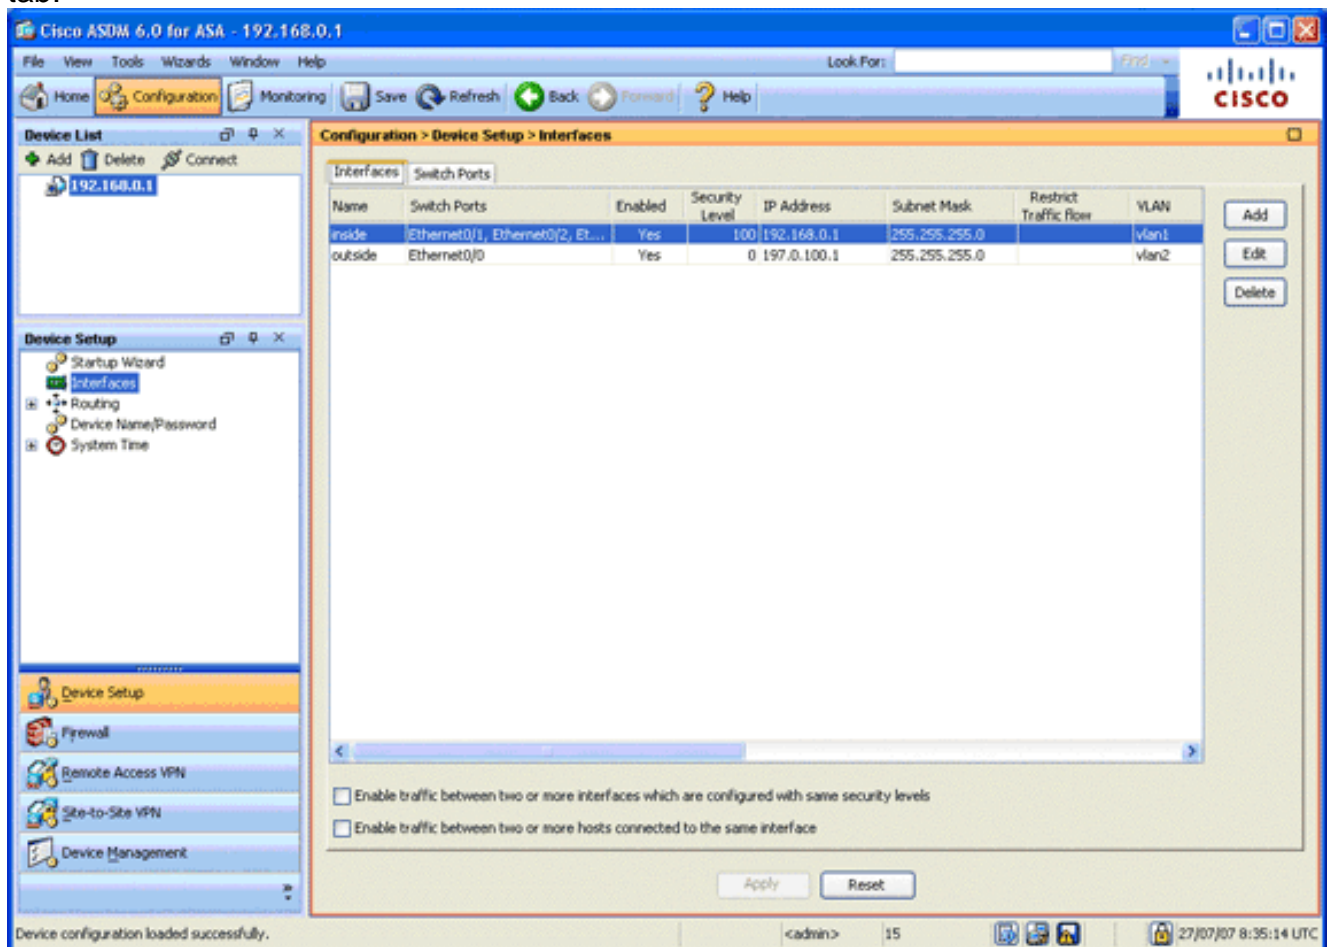 tab.
Cisco ASDM 6.0 for ASA - 192.168.0.1
File View Tools Wizards Window Help Look For: Find
Home Configuration Monitoring Save Refresh Back Forward Help
CISCO
Device List
Add Delete Connect
192.168.0.1
Configuration > Device Setup > Interfaces
Interfaces Switch Ports
Name Switch Ports Enabled Security Level IP Address Subnet Mask Restrict Traffic flow VLAN
inside Ethernet0/1, Ethernet0/2, Et... Yes 100 192.168.0.1 255.255.255.0 vlan1
outside Ethernet0/0 Yes 0 197.0.100.1 255.255.255.0 vlan2
Add
Edit
Delete
Device Setup
Startup Wizard
Interfaces
Routing
Device Name/Password
System Time
Device Setup
Firewall
Remote Access VPN
Site-to-Site VPN
Device Management
Enable traffic between two or more interfaces which are configured with same security levels
Enable traffic between two or more hosts connected to the same interface
Apply Reset
Device configuration loaded successfully. <admin> 15 27/07/07 8:35:14 UTC